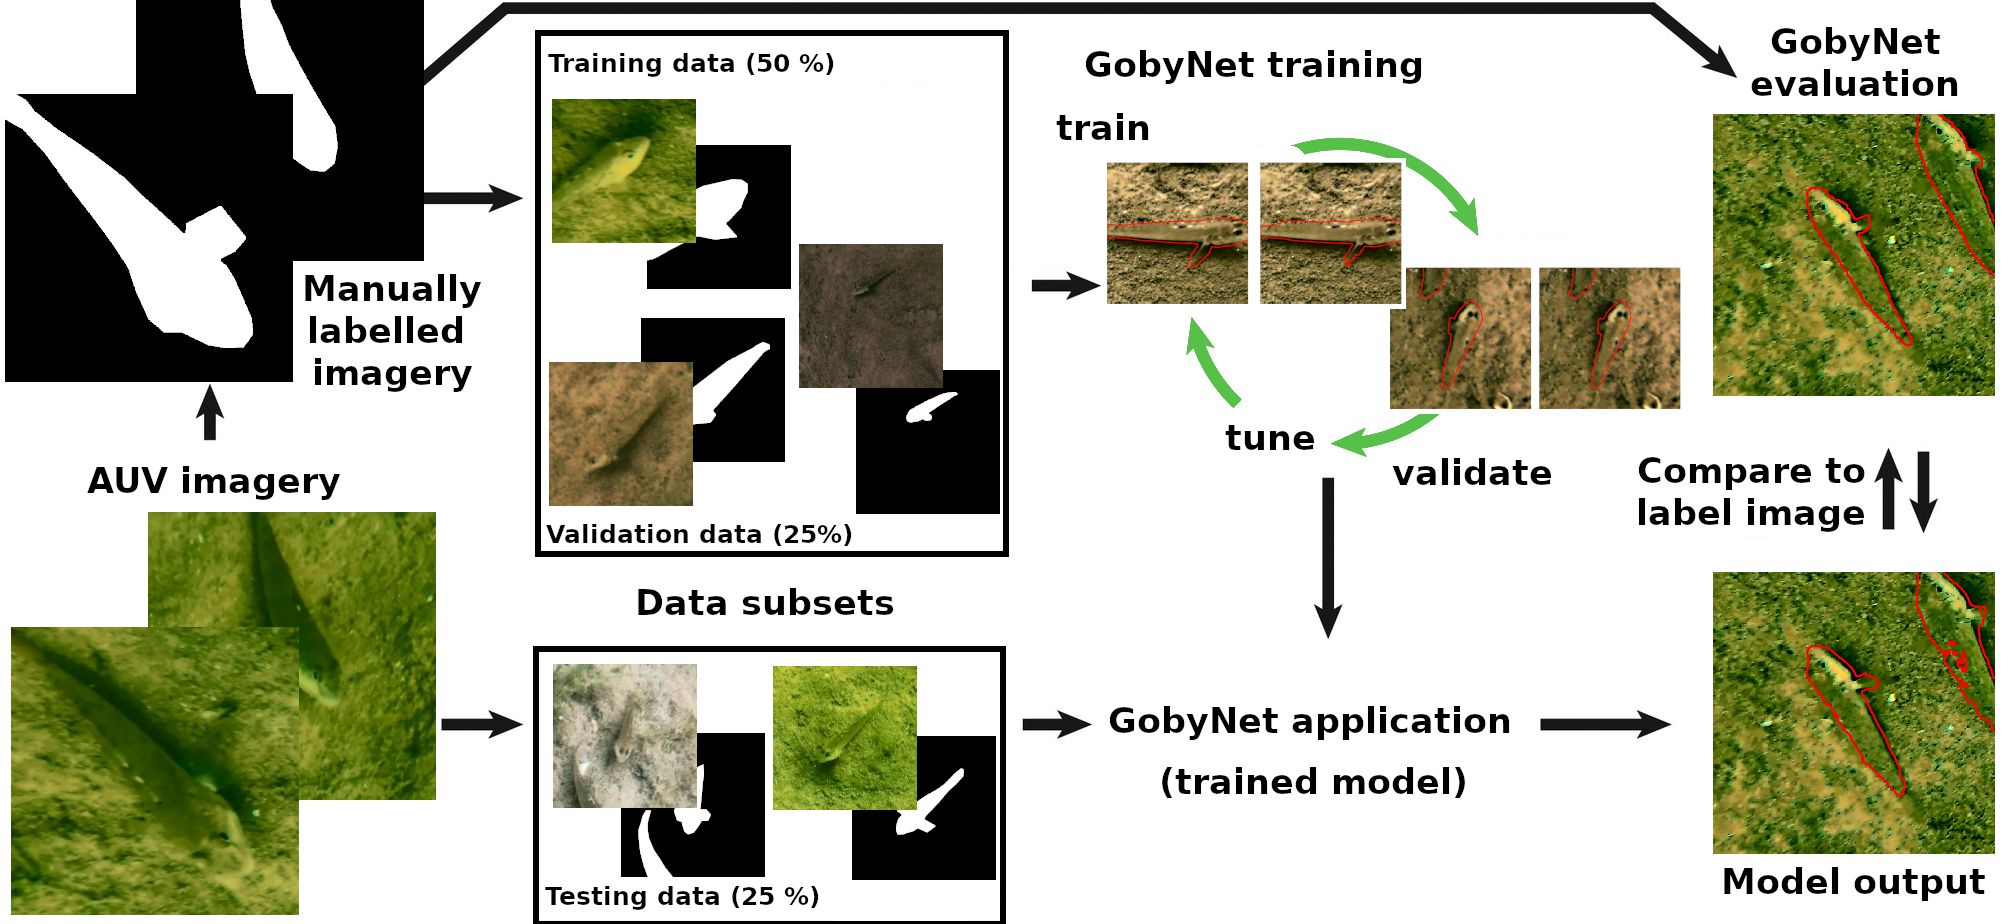 Manually
labelled
imagery
AUV imagery
Training data (50 %)
Validation data (25%)
Data subsets
Testing data (25 %)
GobyNet training
train
tune
validate
GobyNet application
(trained model)
GobyNet
evaluation
Compare to
label image
Model output